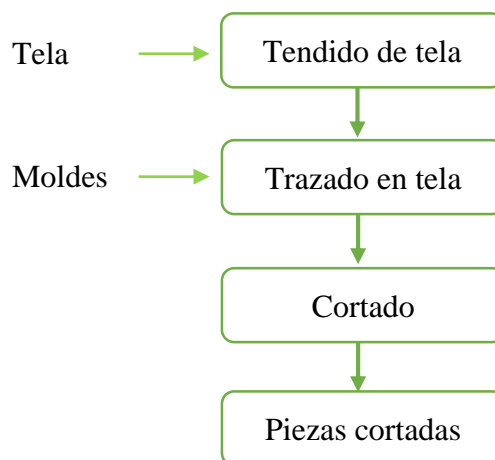 Tela
Tendido de tela
Moldes
Trazado en tela
Cortado
Piezas cortadas